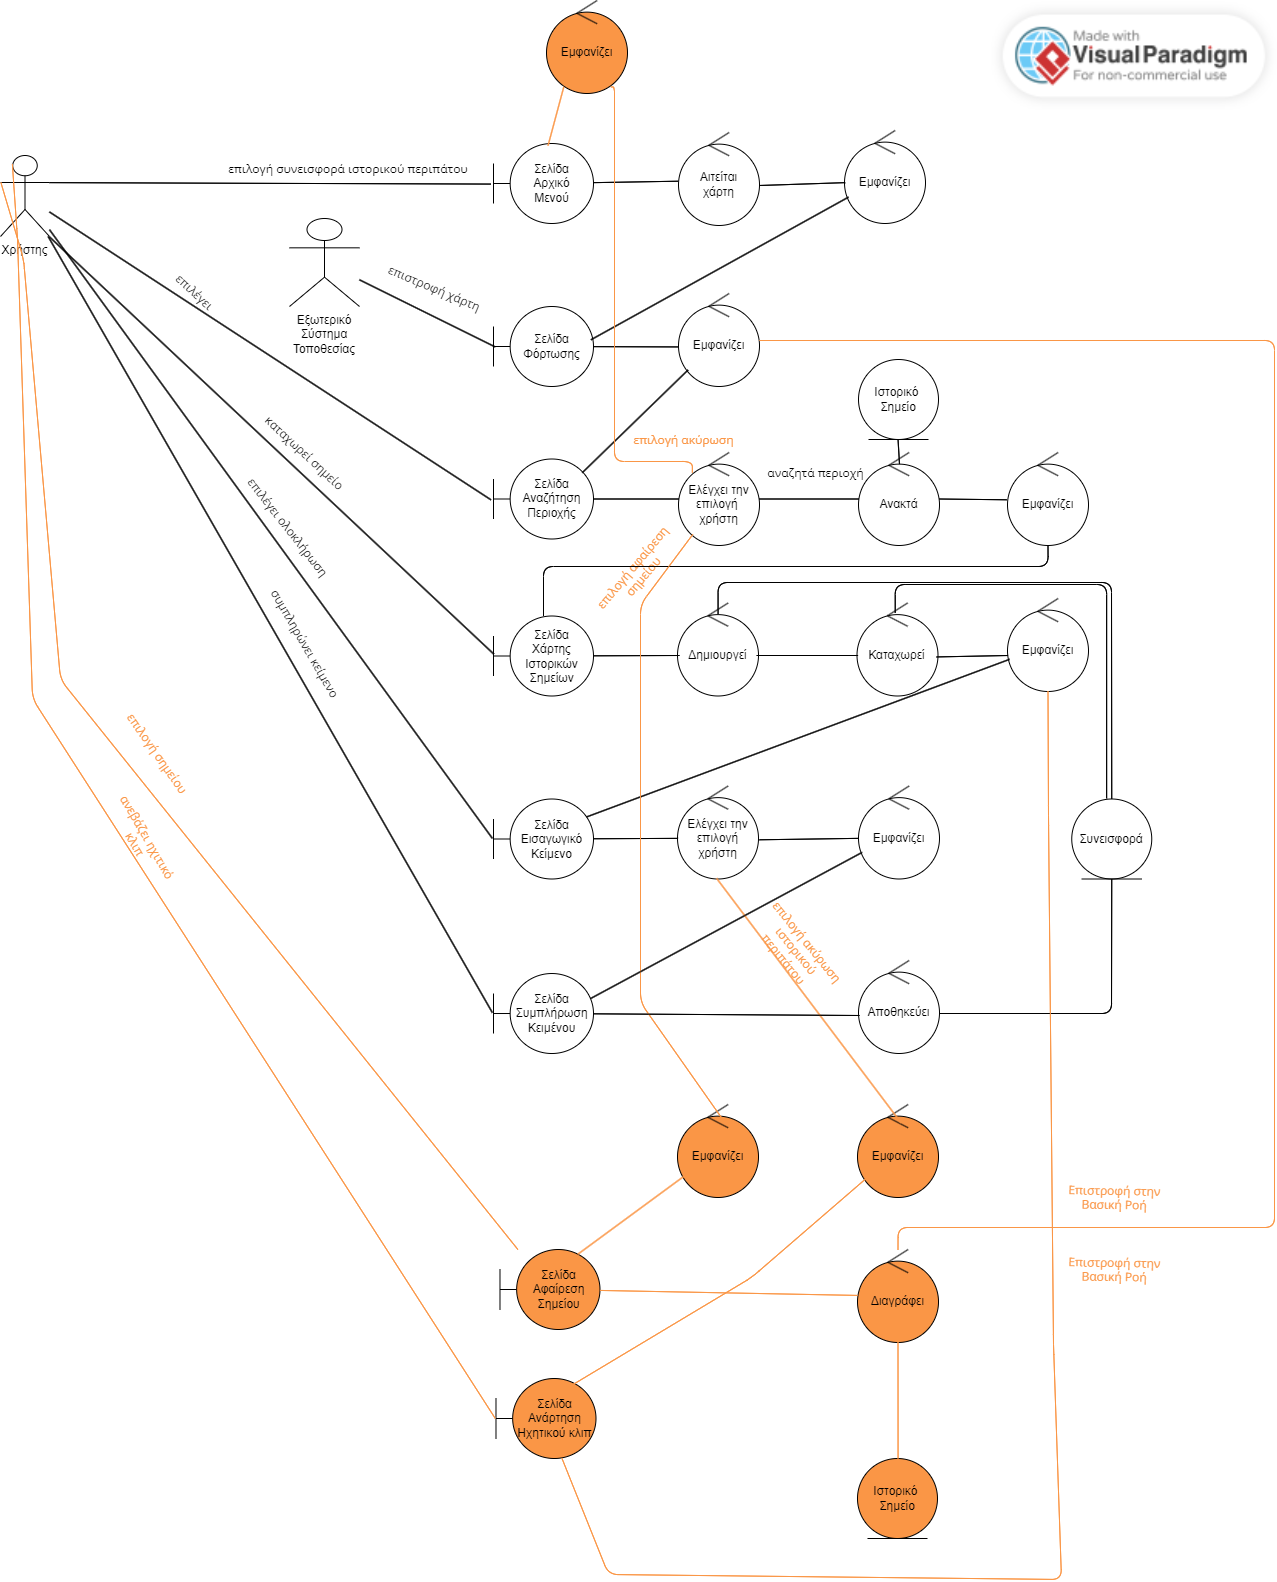 Made with
Visual Paradigm
For non-commercial use
Εμφανίζει
επιλογή συνεισφορά ιστορικού περιπάτου
Σελίδα
Αρχικό
Μενού
Αιτείται
χάρτη
Εμφανίζει
Χρήστης
Εξωτερικό
Σύστημα
Τοποθεσίας
επιστροφή χάρτη
επιλέγει
Σελίδα
Φόρτωσης
Εμφανίζει
Ιστορικό
Σημείο
επιλογή ακύρωση
καταχωρεί σημείο
Σελίδα
Αναζήτηση
Περιοχής
Ελέγχει την
επιλογή
χρήστη
αναζητά περιοχή
Ανακτά
Εμφανίζει
επιλέγει ολοκλήρωση
επιλογή αφαίρεση
σημείου
συμπληρώνει κείμενο
Σελίδα
Χάρτης
Ιστορικών
Σημείων
Δημιουργεί
Καταχωρεί
Εμφανίζει
επιλογή σημείου
ανεβάζει ηχιτικό
κλιπ
Σελίδα
Εισαγωγικό
Κείμενο
Ελέγχει την
επιλογή
χρήστη
Εμφανίζει
Συνεισφορά
επιλογή ακύρωση
ιστορικού
περιπάτου
Σελίδα
Συμπλήρωση
Κειμένου
Αποθηκεύει
Εμφανίζει
Εμφανίζει
Επιστροφή στην
Βασική Ροή
Επιστροφή στην
Βασική Ροή
Σελίδα
Αφαίρεση
Σημείου
Διαγράφει
Σελίδα
Ανάρτηση
Ηχητικού κλιπ
Ιστορικό
Σημείο